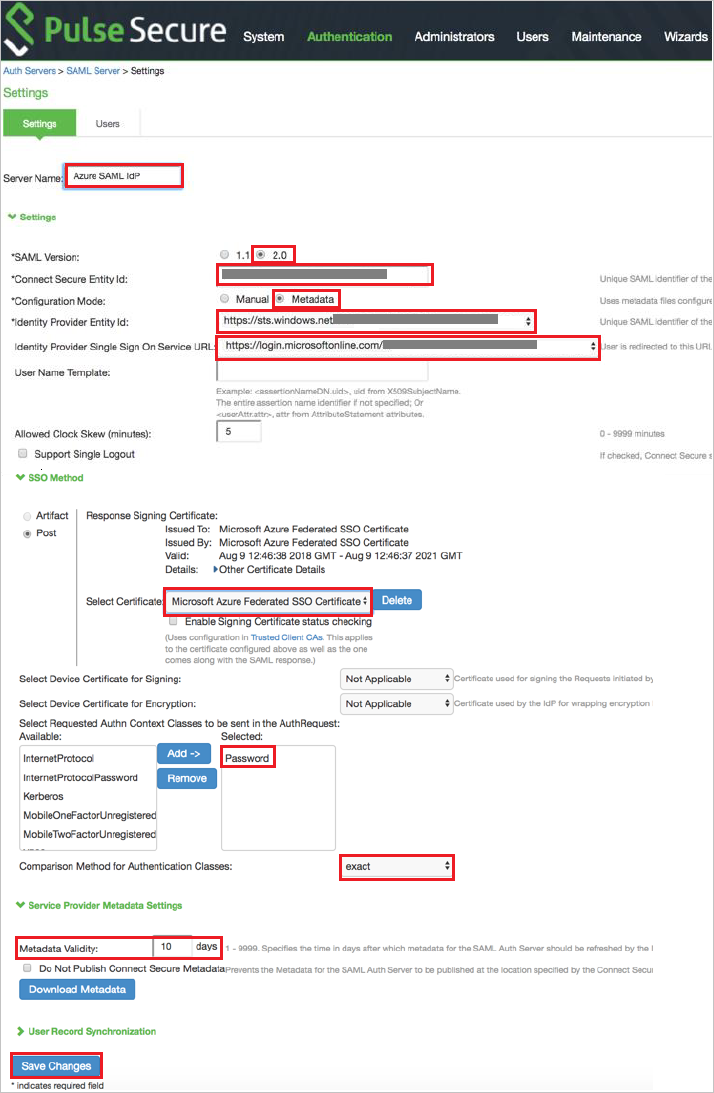 Pulse Secure
System Authentication Administrators Users Maintenance Wizards
Auth Servers > SAML Server > Settings
Settings
Settings Users
Server Name: Azure SAML IdP
Settings
*SAML Version: 1.1 2.0
*Connect Secure Entity Id: Unique SAML identifier of the
*Configuration Mode: Manual Metadata Uses metadata files configure
*Identity Provider Entity Id: https://sts.windows.net Unique SAML identifier of the
Identity Provider Single Sign On Service URL: https://login.microsoftonline.com/ User is redirected to this URL
User Name Template:
Example: <assertionNameDN.uid>, uid from X509SubjectName.
The entire assertion name identifier if not specified; Or
<userAttr.attr>, attr from AttributeStatement attributes.
Allowed Clock Skew (minutes): 5 0 - 9999 minutes
Support Single Logout If checked, Connect Secure s
SSO Method
Artifact Response Signing Certificate:
Post Issued To: Microsoft Azure Federated SSO Certificate
Issued By: Microsoft Azure Federated SSO Certificate
Valid: Aug 9 12:46:38 2018 GMT - Aug 9 12:46:37 2021 GMT
Details: Other Certificate Details
Select Certificate: Microsoft Azure Federated SSO Certificate Delete
Enable Signing Certificate status checking
(Uses configuration in Trusted Client CAs. This applies
to the certificate configured above as well as the one
comes along with the SAML response.)
Select Device Certificate for Signing: Not Applicable Certificate used for signing the Requests initiated by
Select Device Certificate for Encryption: Not Applicable Certificate used by the IdP for wrapping encryption
Select Requested Authn Context Classes to be sent in the AuthRequest:
Available: Selected:
InternetProtocol Add -> Password
InternetProtocolPassword Remove
Kerberos
MobileOneFactorUnregistered
MobileTwoFactorUnregistered
Comparison Method for Authentication Classes: exact
Service Provider Metadata Settings
Metadata Validity: 10 days 1 - 9999. Specifies the time in days after which metadata for the SAML Auth Server should be refreshed by the
Do Not Publish Connect Secure Metadata Prevents the Metadata for the SAML Auth Server to be published at the location specified by the Connect Secur
Download Metadata
User Record Synchronization
Save Changes
* indicates required field